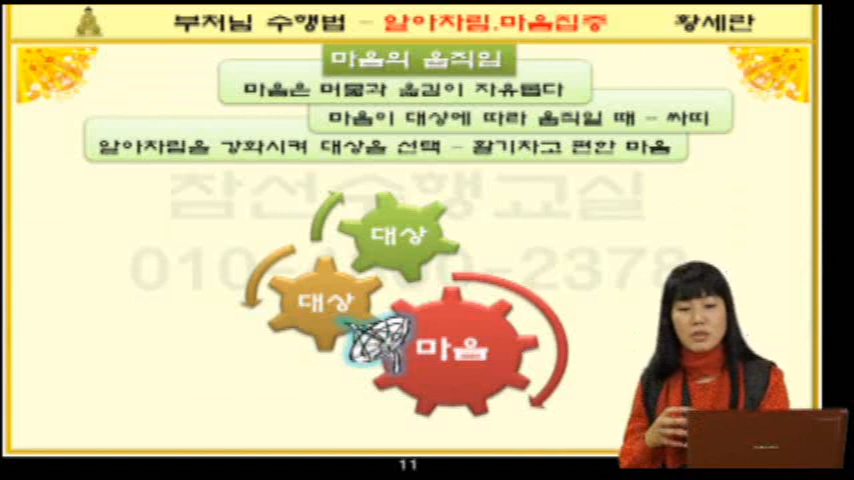 부처님 수행법 - 알아차림.마음집중 황세란
마음의 움직임
마음은 머묾과 옮김이 자유롭다
마음이 대상에 따라 움직일 때 - 싸띠
알아차림을 강화시켜 대상을 선택 - 활기차고 편한 마음
참선수행교실
대상
대상
마음
11